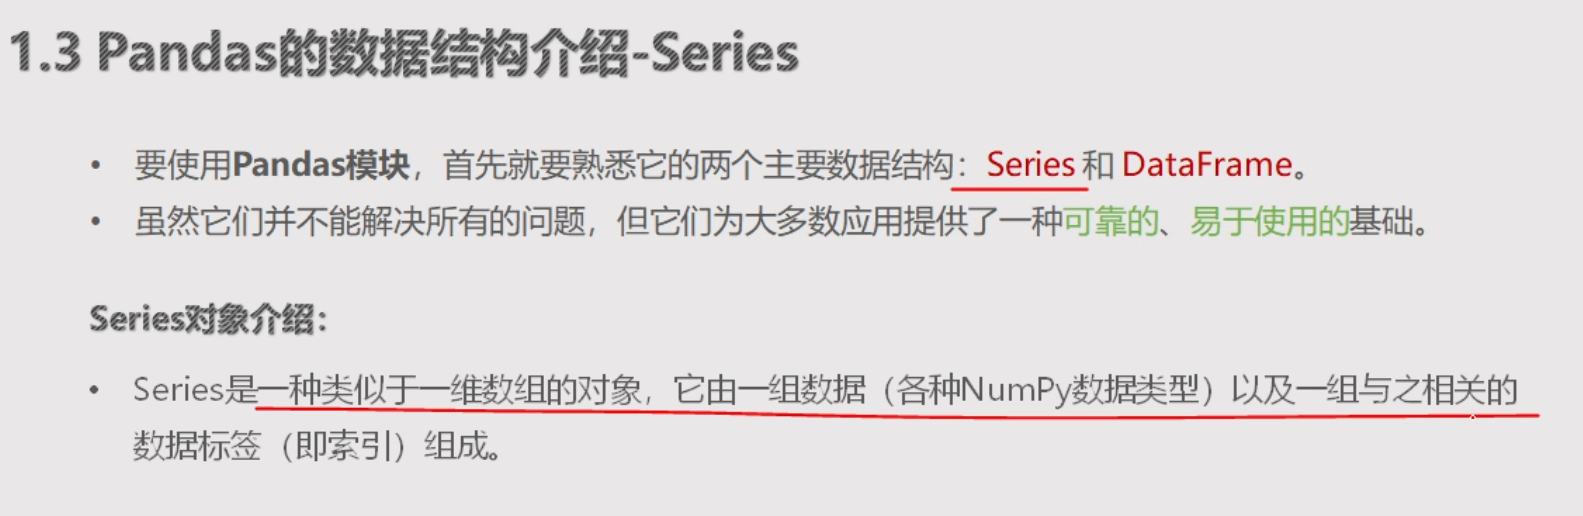 1.3 Pandas的数据结构介绍-Series
• 要使用Pandas模块，首先就要熟悉它的两个主要数据结构：Series 和 DataFrame。
• 虽然它们并不能解决所有的问题，但它们为大多数应用提供了一种可靠的、易于使用的基础。
Series对象介绍：
• Series是一种类似于一维数组的对象，它由一组数据（各种NumPy数据类型）以及一组与之相关的
数据标签（即索引）组成。